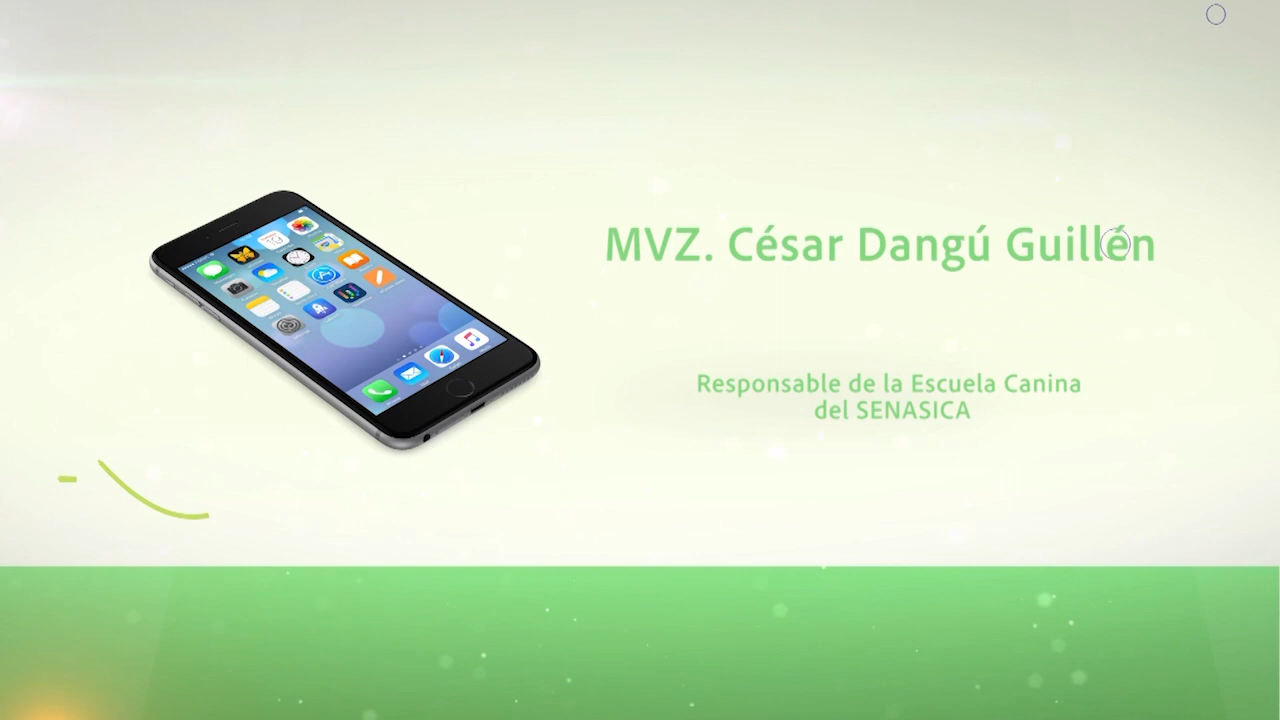 MVZ. César Dangú Guillén
Responsable de la Escuela Canina
del SENASICA